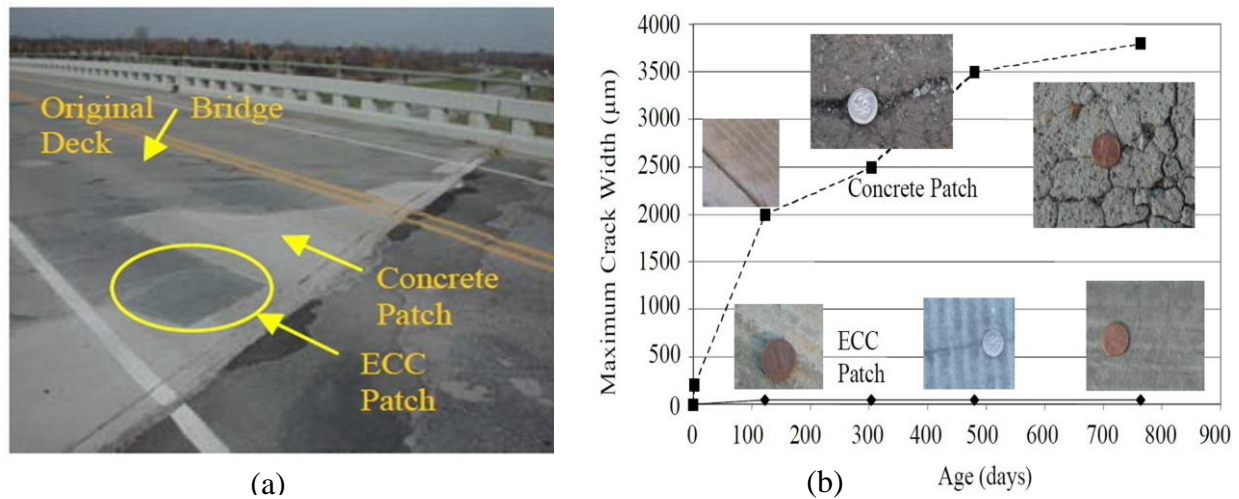 Original Bridge
Deck
Concrete
Patch
ECC
Patch
(a)
Maximum Crack Width (µm)
4000
3500
3000
2500
2000
1500
1000
500
0
Concrete Patch
ECC
Patch
0 100 200 300 400 500 600 700 800 900
Age (days)
(b)